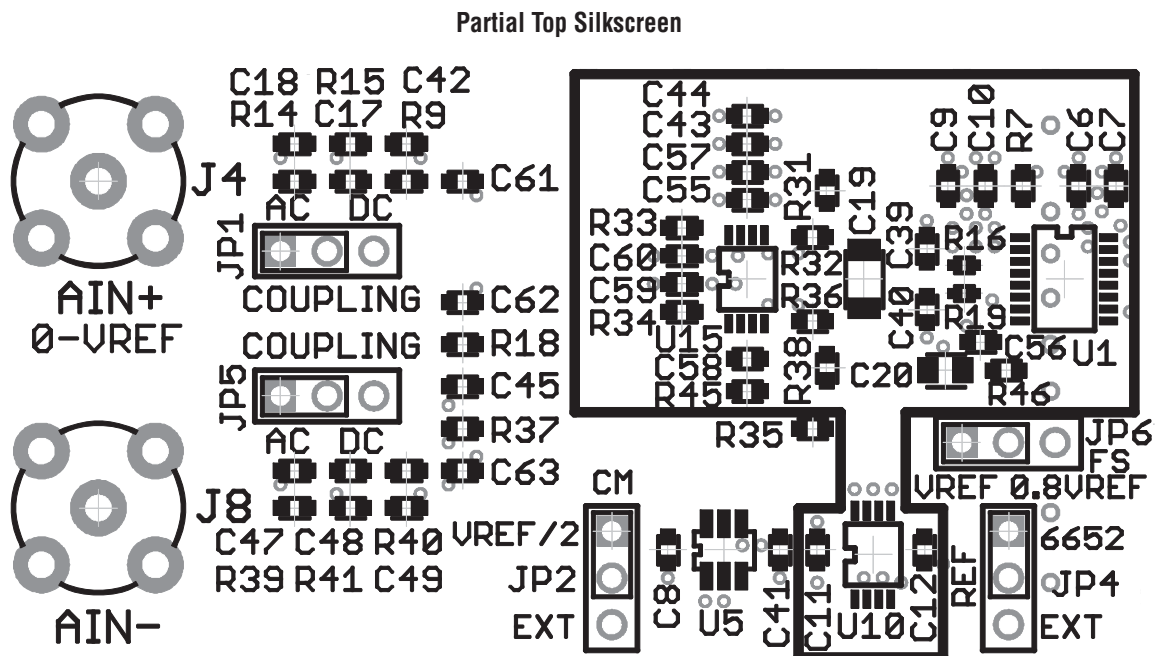 Partial Top Silkscreen
C18 R15 C42
R14 C17 R9
J4
C61
AC DC
JP1
AIN+
0-VREF
COUPLING
C62
COUPLING
R18
JP5
C45
AC DC
R37
J8
C63
C47 C48 R40
R39 R41 C49
AIN-
C44
C43
C57
C55
R33
C60
C59
R34
U15
C58
R45
R31
C19
R32
R36
R38
C39
R16
C40
R19
C20
C56
R46
U1
C9
C10
R7
C6
C7
R35
JP6
FS
VREF 0.8VREF
CM
VREF/2
JP2
EXT
C8
U5
C41
C11
U10
C12
REF
6652
JP4
EXT